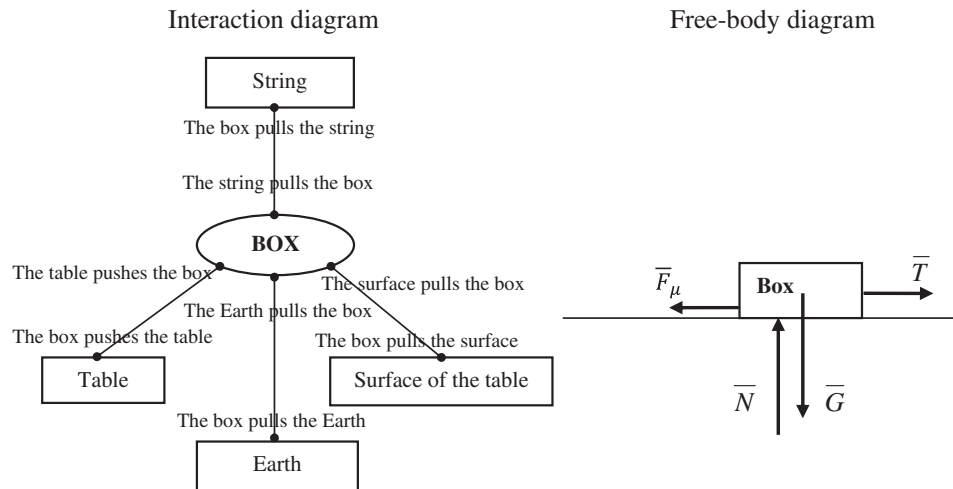 Interaction diagram
String
The box pulls the string
The string pulls the box
BOX
The table pushes the box
The surface pulls the box
The Earth pulls the box
The box pushes the table
The box pulls the surface
Table
Surface of the table
The box pulls the Earth
Earth
Free-body diagram
F̅μ
Box
T̅
N̅
G̅